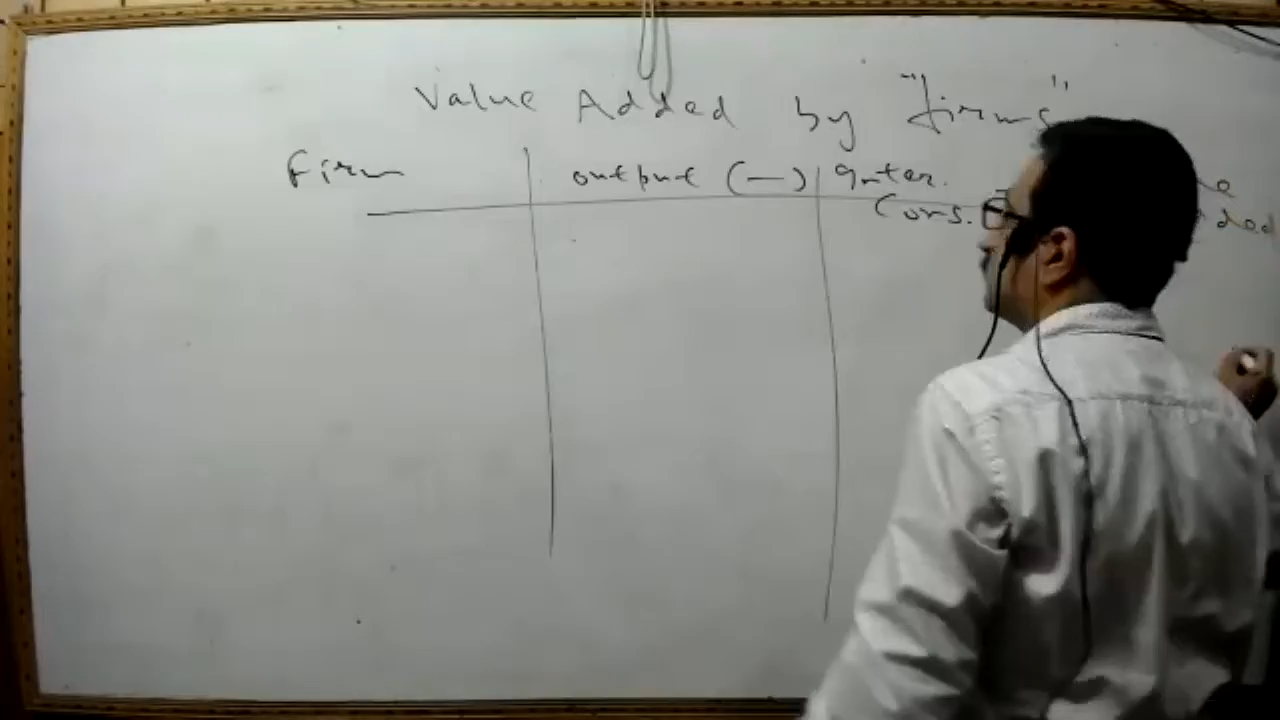 Value Added by "firms"
Firm output (-) Inter.
Cons.